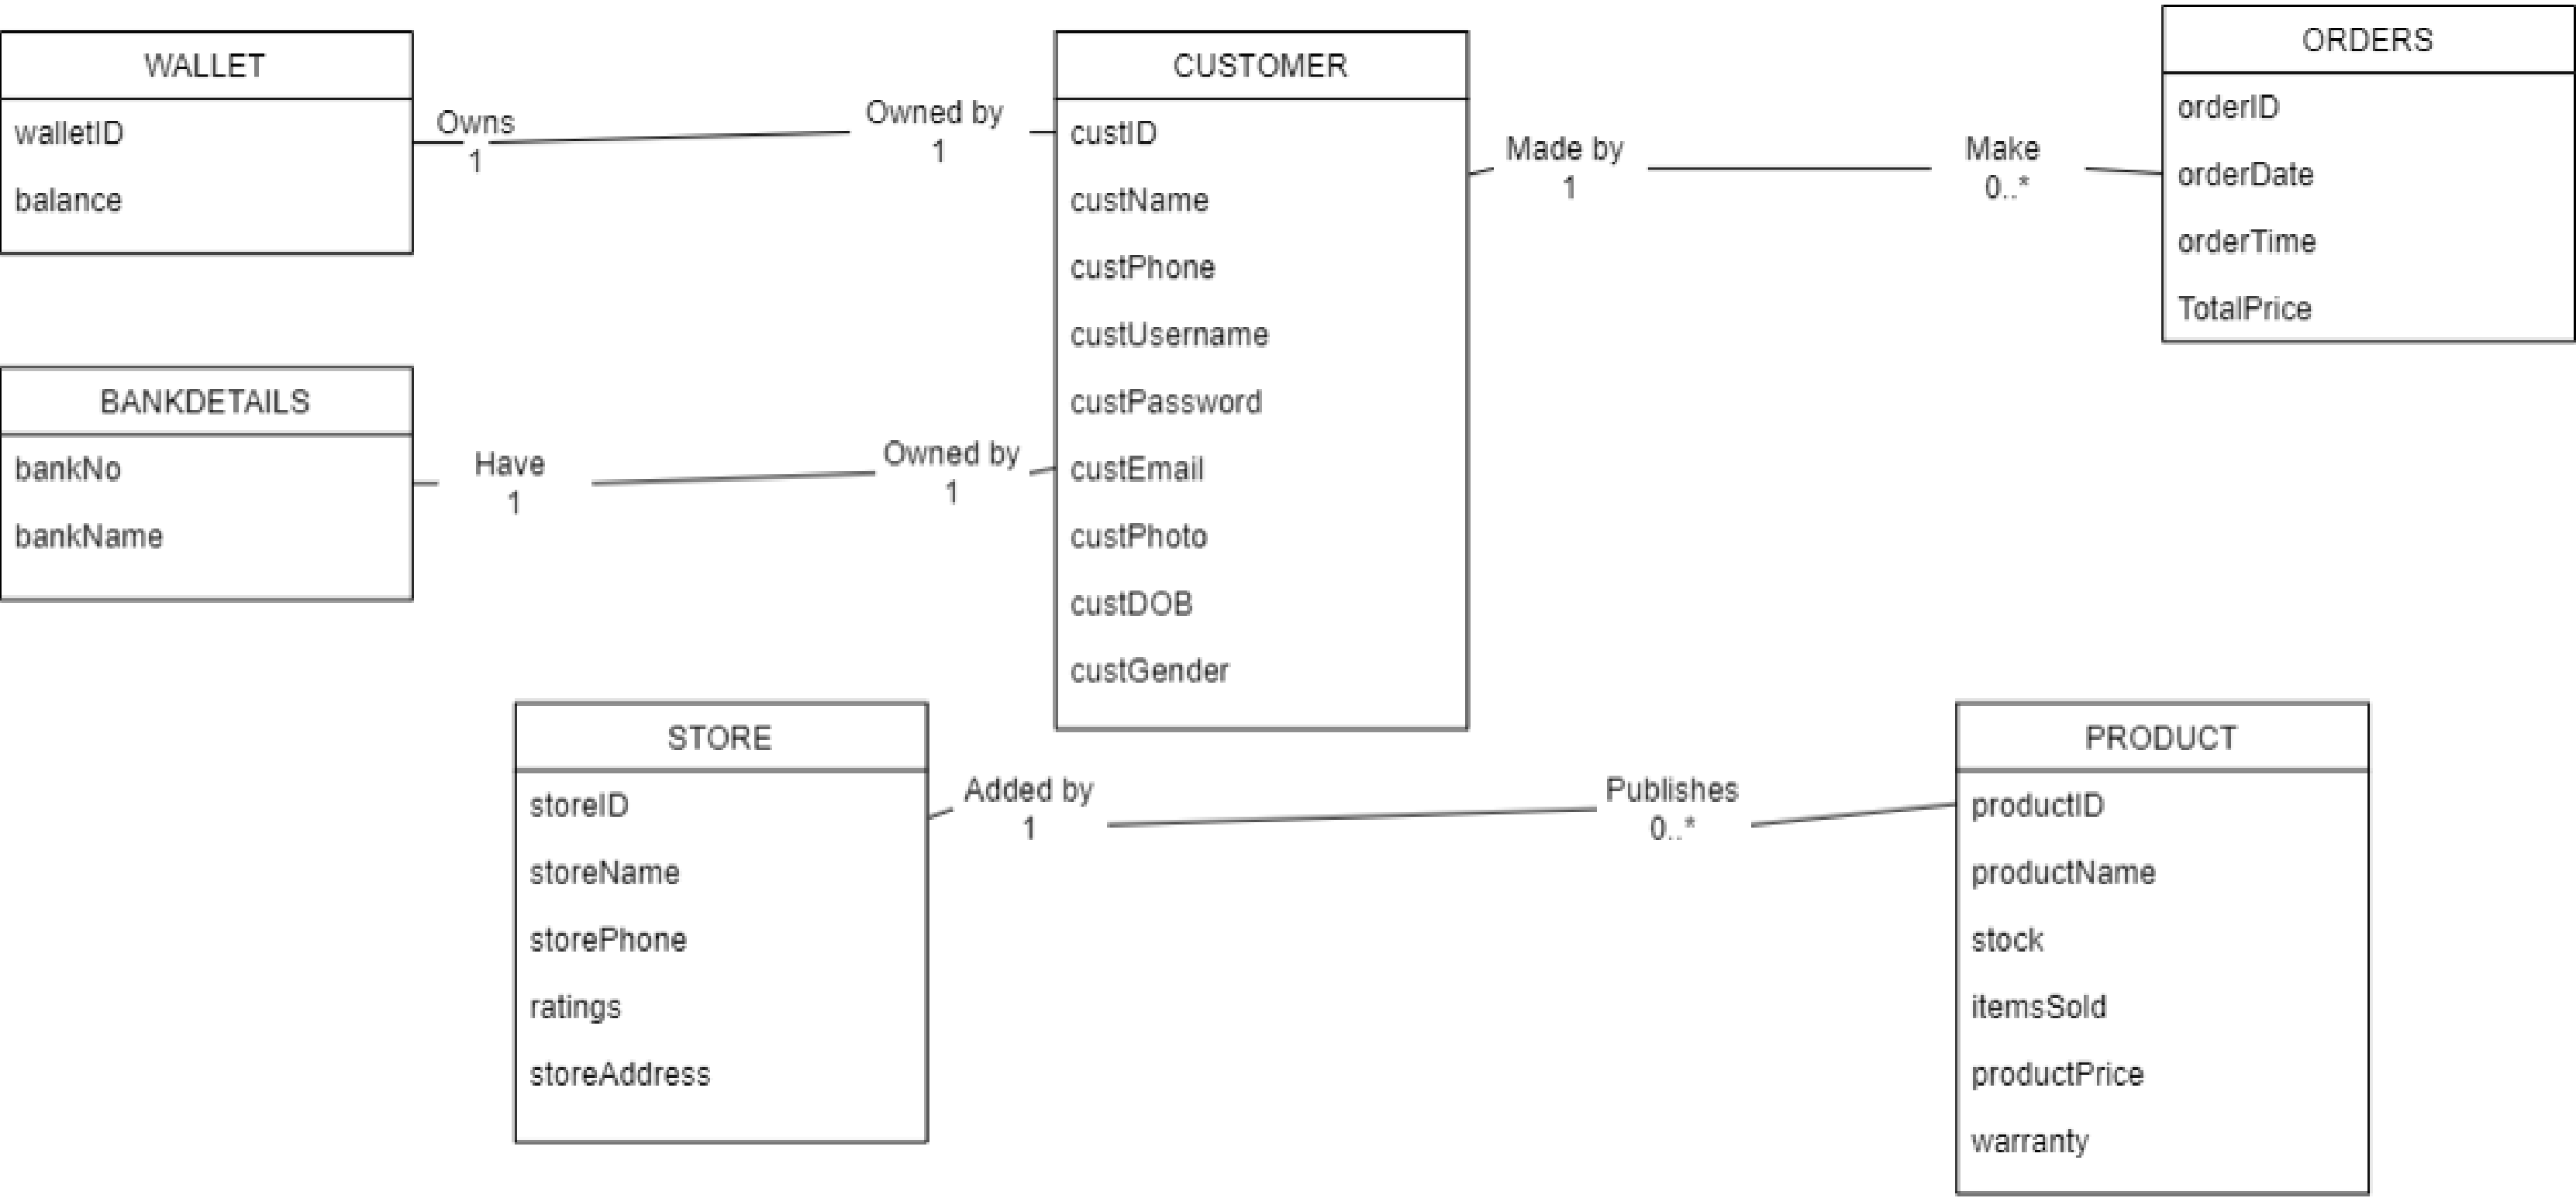 WALLET
walletID
balance
Owns
1
Owned by
1
CUSTOMER
custID
custName
custPhone
custUsername
custPassword
custEmail
custPhoto
custDOB
custGender
Made by
1
Make
0..*
ORDERS
orderID
orderDate
orderTime
TotalPrice
BANKDETAILS
bankNo
bankName
Have
1
Owned by
1
STORE
storeID
storeName
storePhone
ratings
storeAddress
Added by
1
Publishes
0..*
PRODUCT
productID
productName
stock
itemsSold
productPrice
warranty